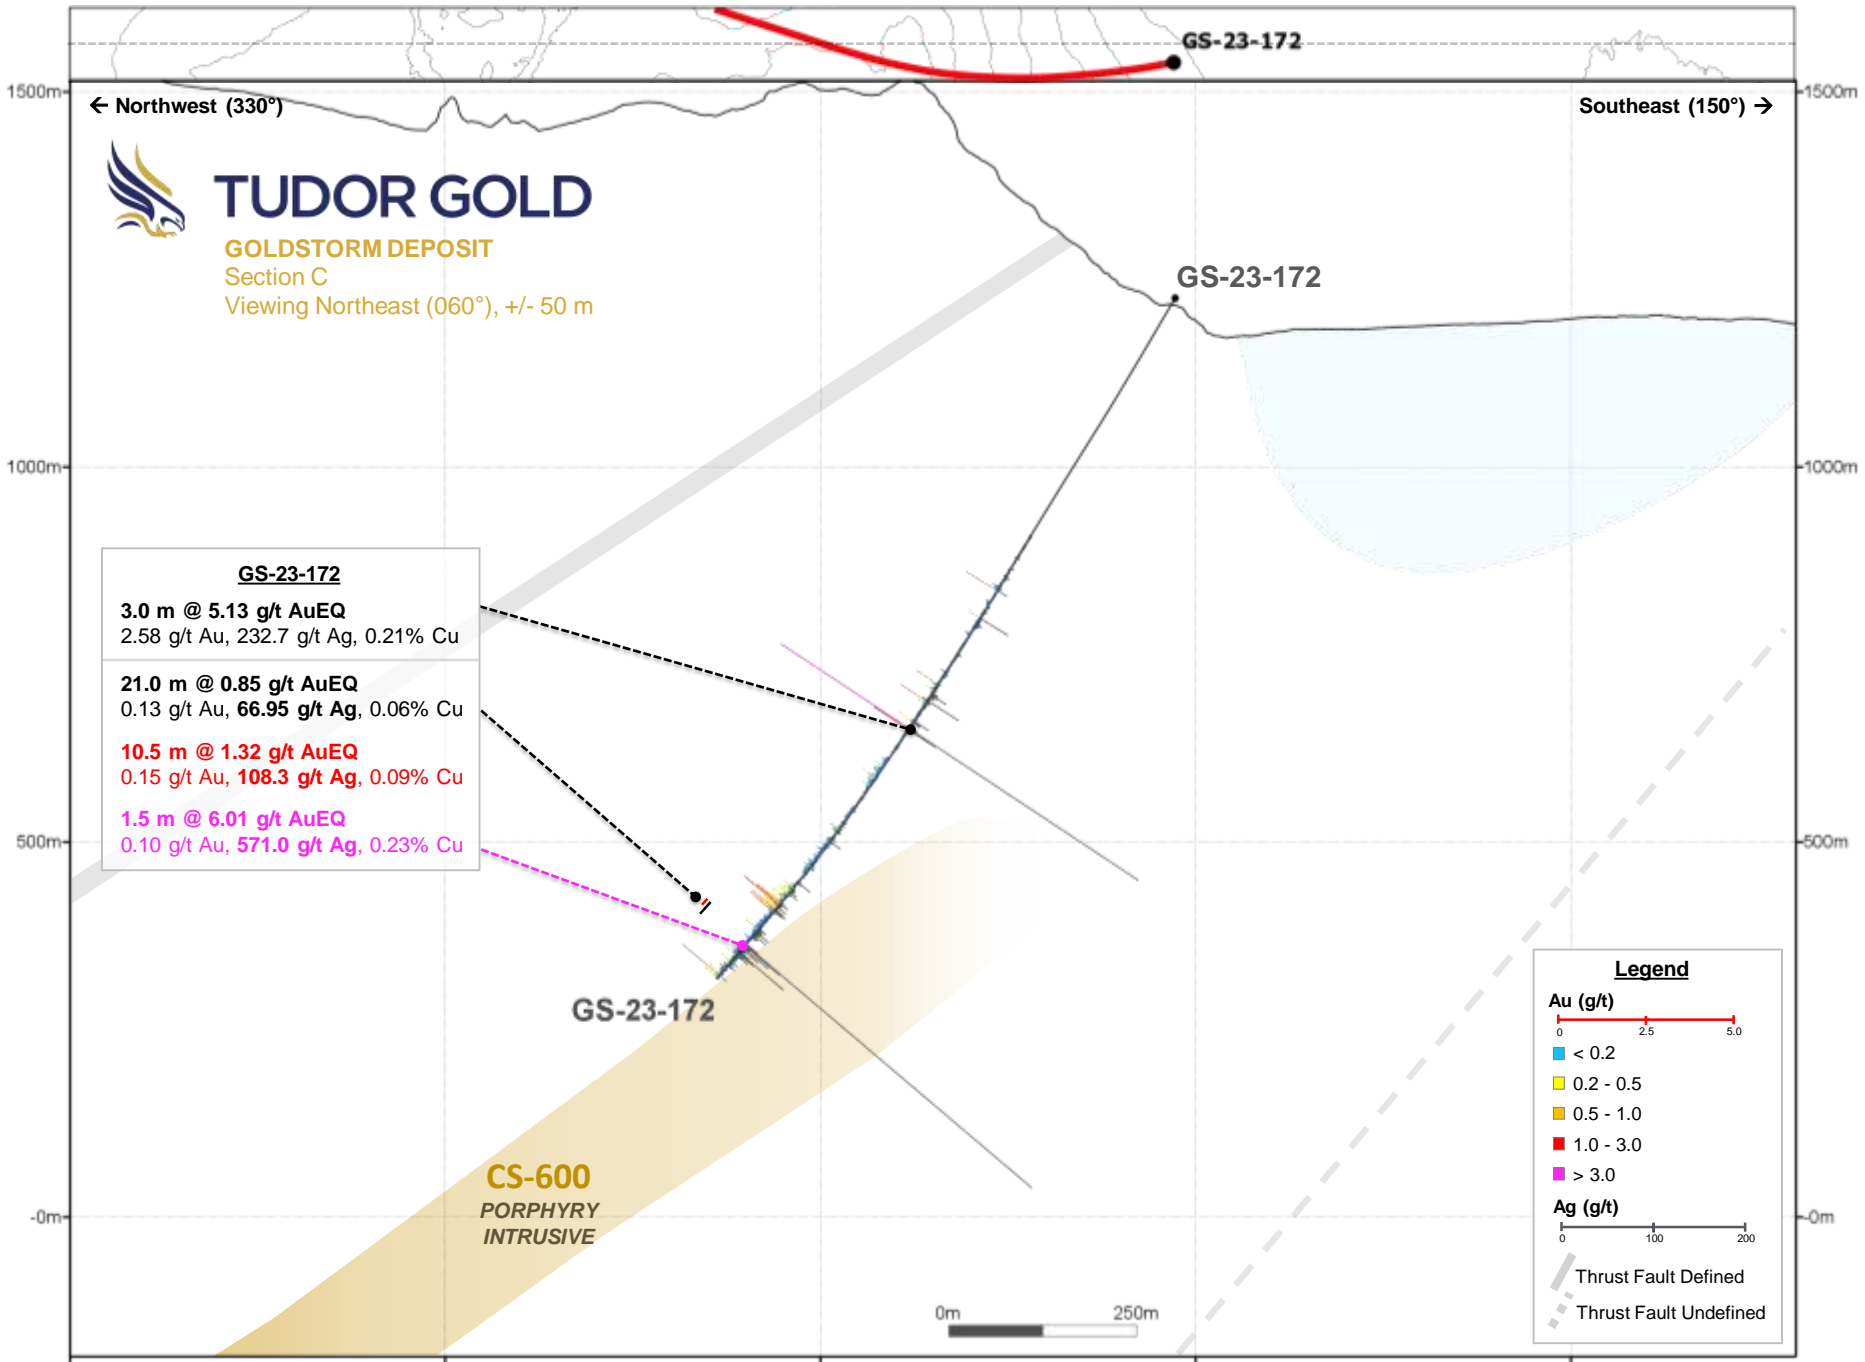 GS-23-172
1500m
1500m
← Northwest (330°)
Southeast (150°) →
TUDOR GOLD
GOLDSTORM DEPOSIT
Section C
Viewing Northeast (060°), +/- 50 m
GS-23-172
1000m
1000m
GS-23-172
3.0 m @ 5.13 g/t AuEQ
2.58 g/t Au, 232.7 g/t Ag, 0.21% Cu
21.0 m @ 0.85 g/t AuEQ
0.13 g/t Au, 66.95 g/t Ag, 0.06% Cu
10.5 m @ 1.32 g/t AuEQ
0.15 g/t Au, 108.3 g/t Ag, 0.09% Cu
1.5 m @ 6.01 g/t AuEQ
0.10 g/t Au, 571.0 g/t Ag, 0.23% Cu
500m
500m
GS-23-172
CS-600
PORPHYRY
INTRUSIVE
-0m
-0m
0m 250m
Legend
Au (g/t)
0 2.5 5.0
< 0.2
0.2 - 0.5
0.5 - 1.0
1.0 - 3.0
> 3.0
Ag (g/t)
0 100 200
Thrust Fault Defined
Thrust Fault Undefined